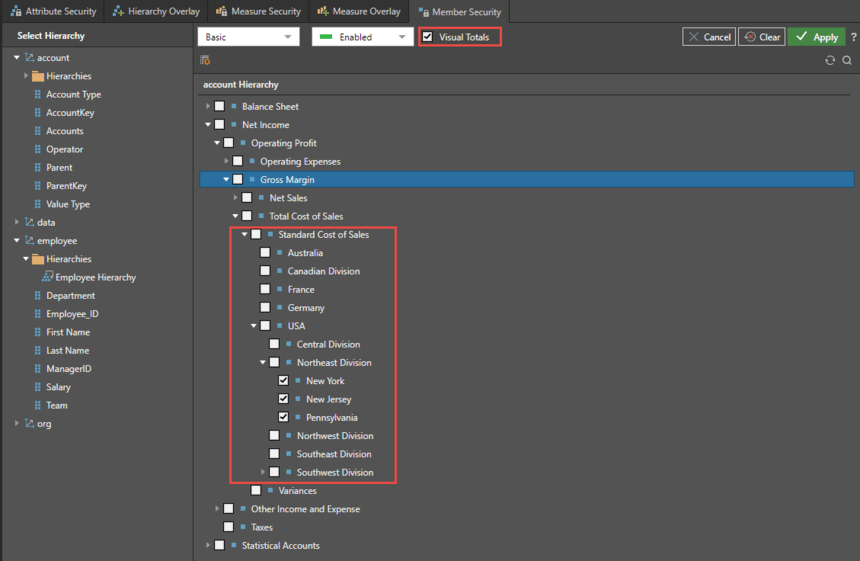 Attribute Security Hierarchy Overlay Measure Security Measure Overlay Member Security
Select Hierarchy
account
Hierarchies
Account Type
AccountKey
Accounts
Operator
Parent
ParentKey
Value Type
data
employee
Hierarchies
Employee Hierarchy
Department
Employee_ID
First Name
Last Name
ManagerID
Salary
Team
org
Basic Enabled Visual Totals Cancel Clear Apply ?
account Hierarchy
Balance Sheet
Net Income
Operating Profit
Operating Expenses
Gross Margin
Net Sales
Total Cost of Sales
Standard Cost of Sales
Australia
Canadian Division
France
Germany
USA
Central Division
Northeast Division
New York
New Jersey
Pennsylvania
Northwest Division
Southeast Division
Southwest Division
Variances
Other Income and Expense
Taxes
Statistical Accounts